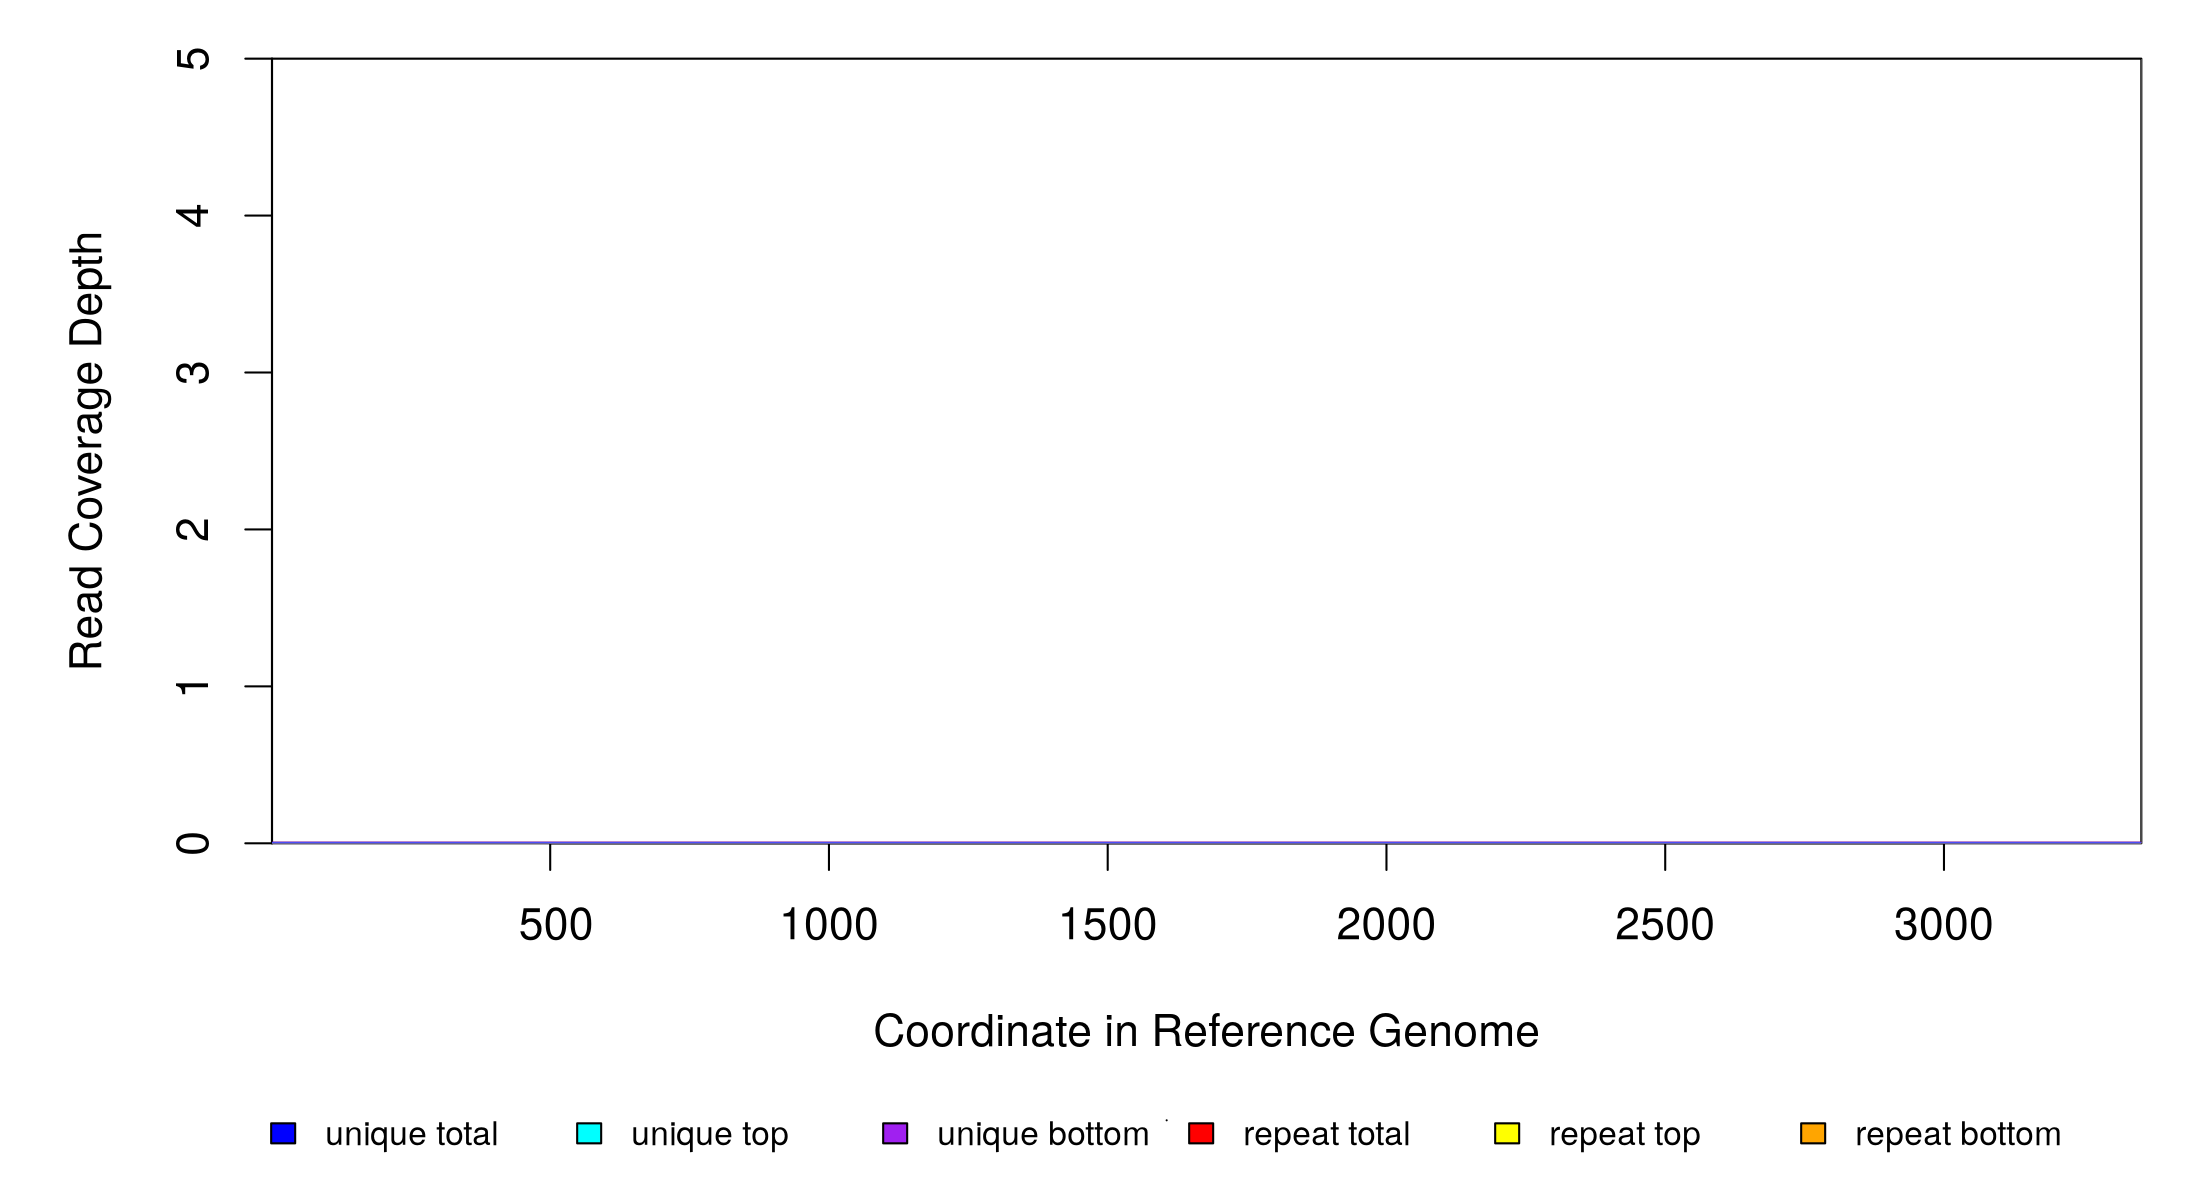 Read Coverage Depth
5
4
3
2
1
0
500 1000 1500 2000 2500 3000
Coordinate in Reference Genome
unique total unique top unique bottom repeat total repeat top repeat bottom